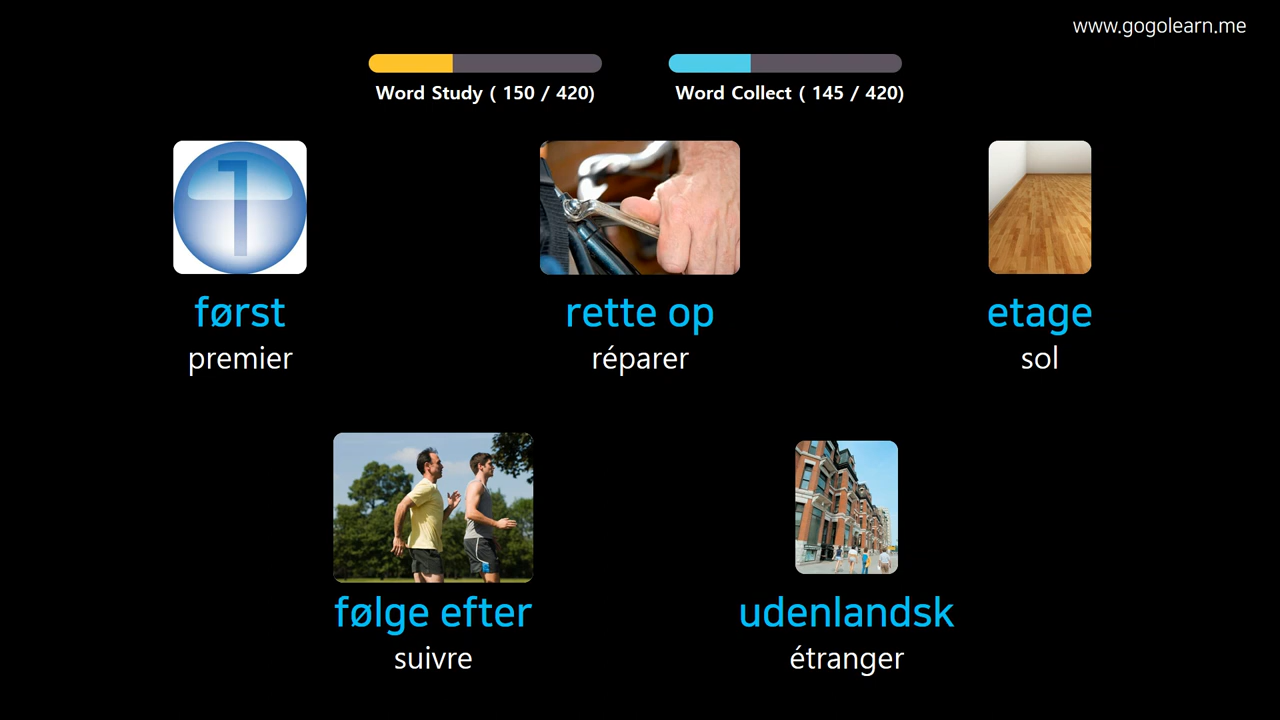 www.gogolearn.me
Word Study ( 150 / 420)
Word Collect ( 145 / 420)
1
først
rette op
etage
premier
réparer
sol
følge efter
udenlandsk
suivre
étranger